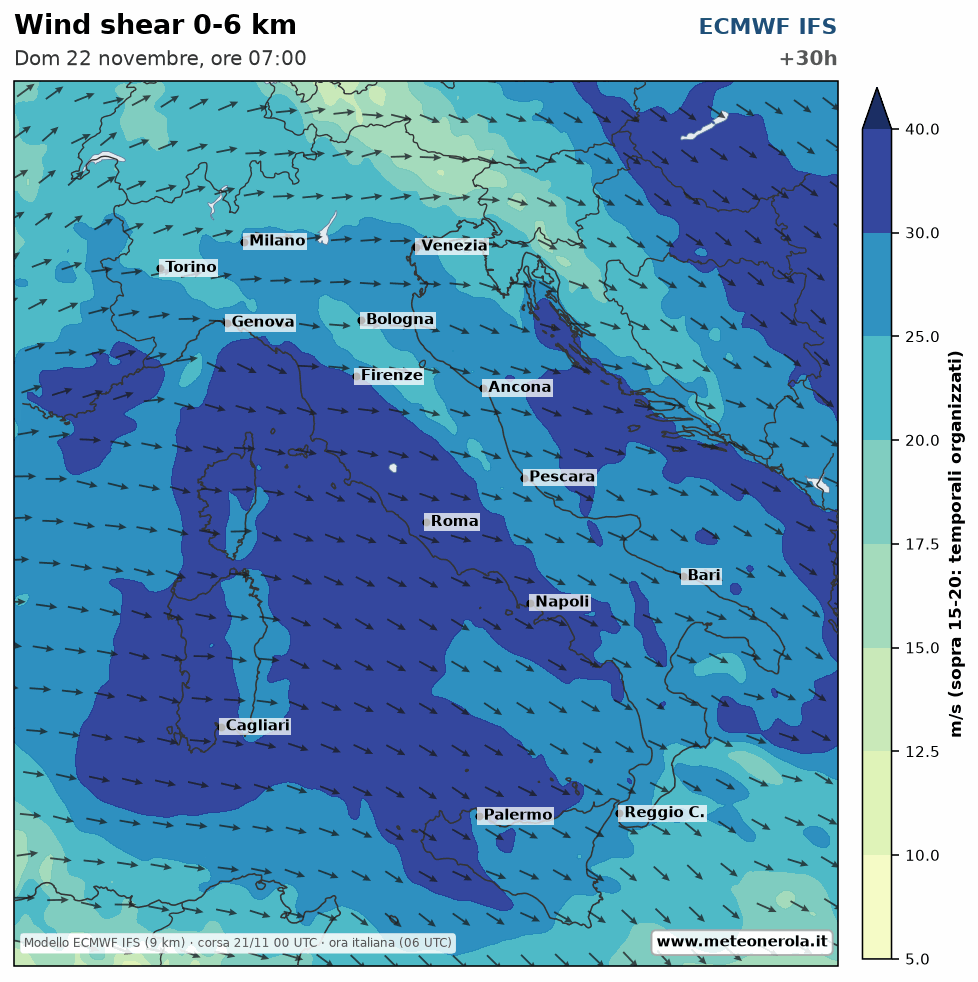 Wind shear 0-6 km
ECMWF IFS
Dom 22 novembre, ore 07:00
+30h
Milano
Venezia
Torino
Genova
Bologna
Firenze
Ancona
Pescara
Roma
Bari
Napoli
Cagliari
Palermo
Reggio C.
40.0
30.0
25.0
20.0
17.5
15.0
12.5
10.0
5.0
m/s (sopra 15-20: temporali organizzati)
Modello ECMWF IFS (9 km) · corsa 21/11 00 UTC · ora italiana (06 UTC)
www.meteonerola.it